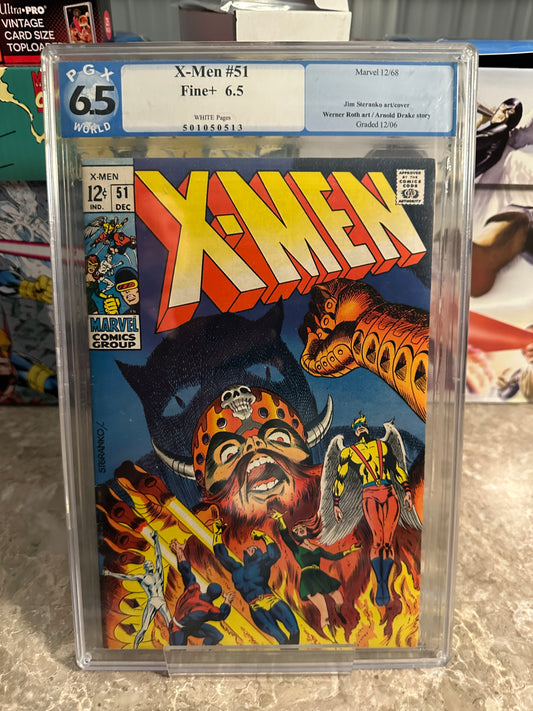 Ultra·PRO®
VINTAGE
CARD SIZE
TOPLOA
PGX
6.5
WORLD
X-Men #51
Fine+ 6.5
WHITE Pages
501050513
Marvel 12/68
Jim Steranko art/cover
Werner Roth art / Arnold Drake story
Graded 12/06
X-MEN
12¢
IND.
51
DEC
MARVEL
COMICS
GROUP
X-MEN
APPROVED
BY THE
COMICS
CODE
AUTHORITY
STERANKO